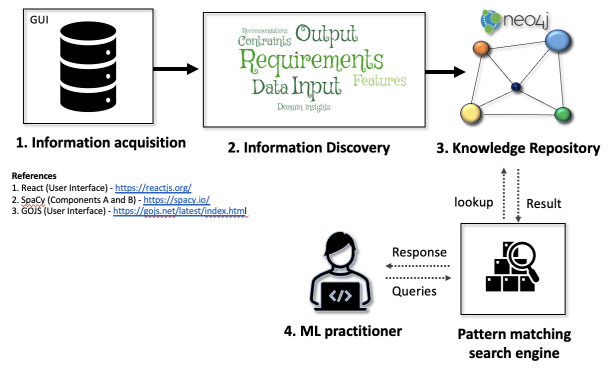 GUI
neo4j
Recommendations
Contraints Output
Requirements
Data Input Features
Domain insights
1. Information acquisition
2. Information Discovery
3. Knowledge Repository
References
1. React (User Interface) - https://reactjs.org/
2. SpaCy (Components A and B) - https://spacy.io/
3. GOJS (User Interface) - https://gojs.net/latest/index.html
lookup
Result
Response
Queries
</>
4. ML practitioner
Pattern matching
search engine